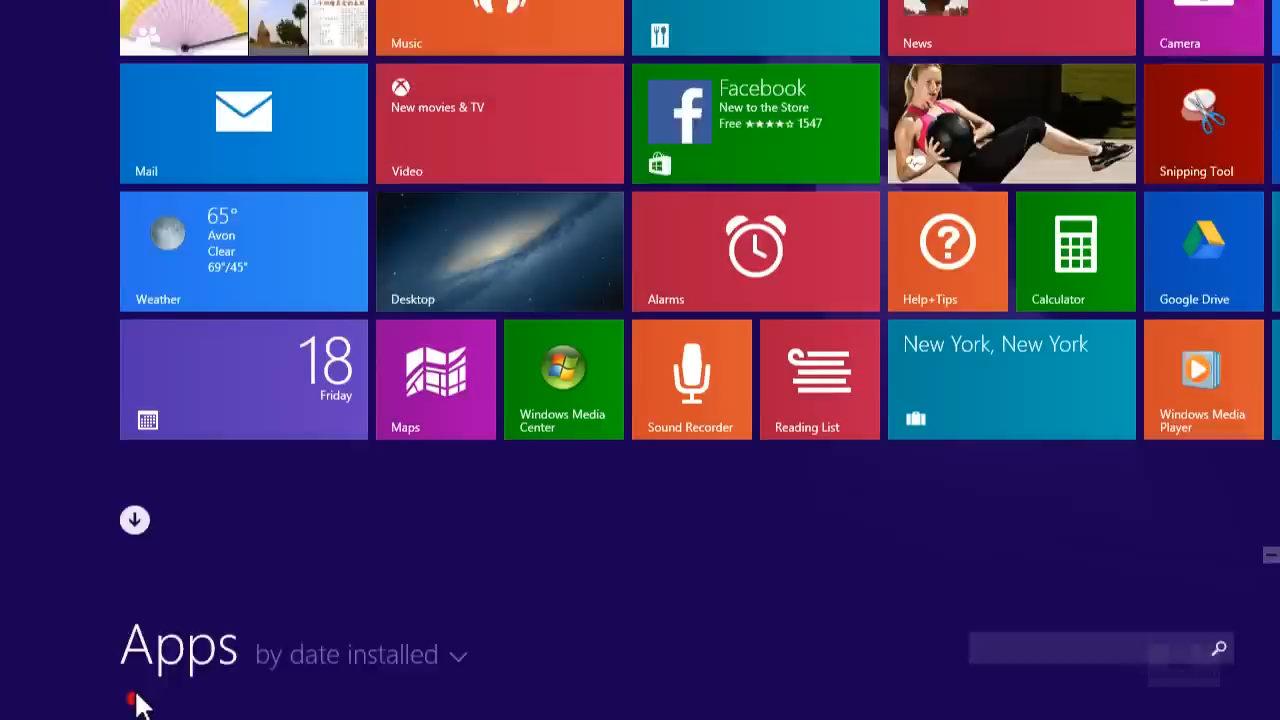 Music
News
Camera
Mail
New movies & TV
Video
Facebook
New to the Store
Free ★★★★☆ 1547
Snipping Tool
65°
Avon
Clear
69°/45°
Weather
Desktop
Alarms
Help+Tips
Calculator
Google Drive
18
Friday
Maps
Windows Media
Center
Sound Recorder
Reading List
New York, New York
Windows Media
Player
Apps by date installed